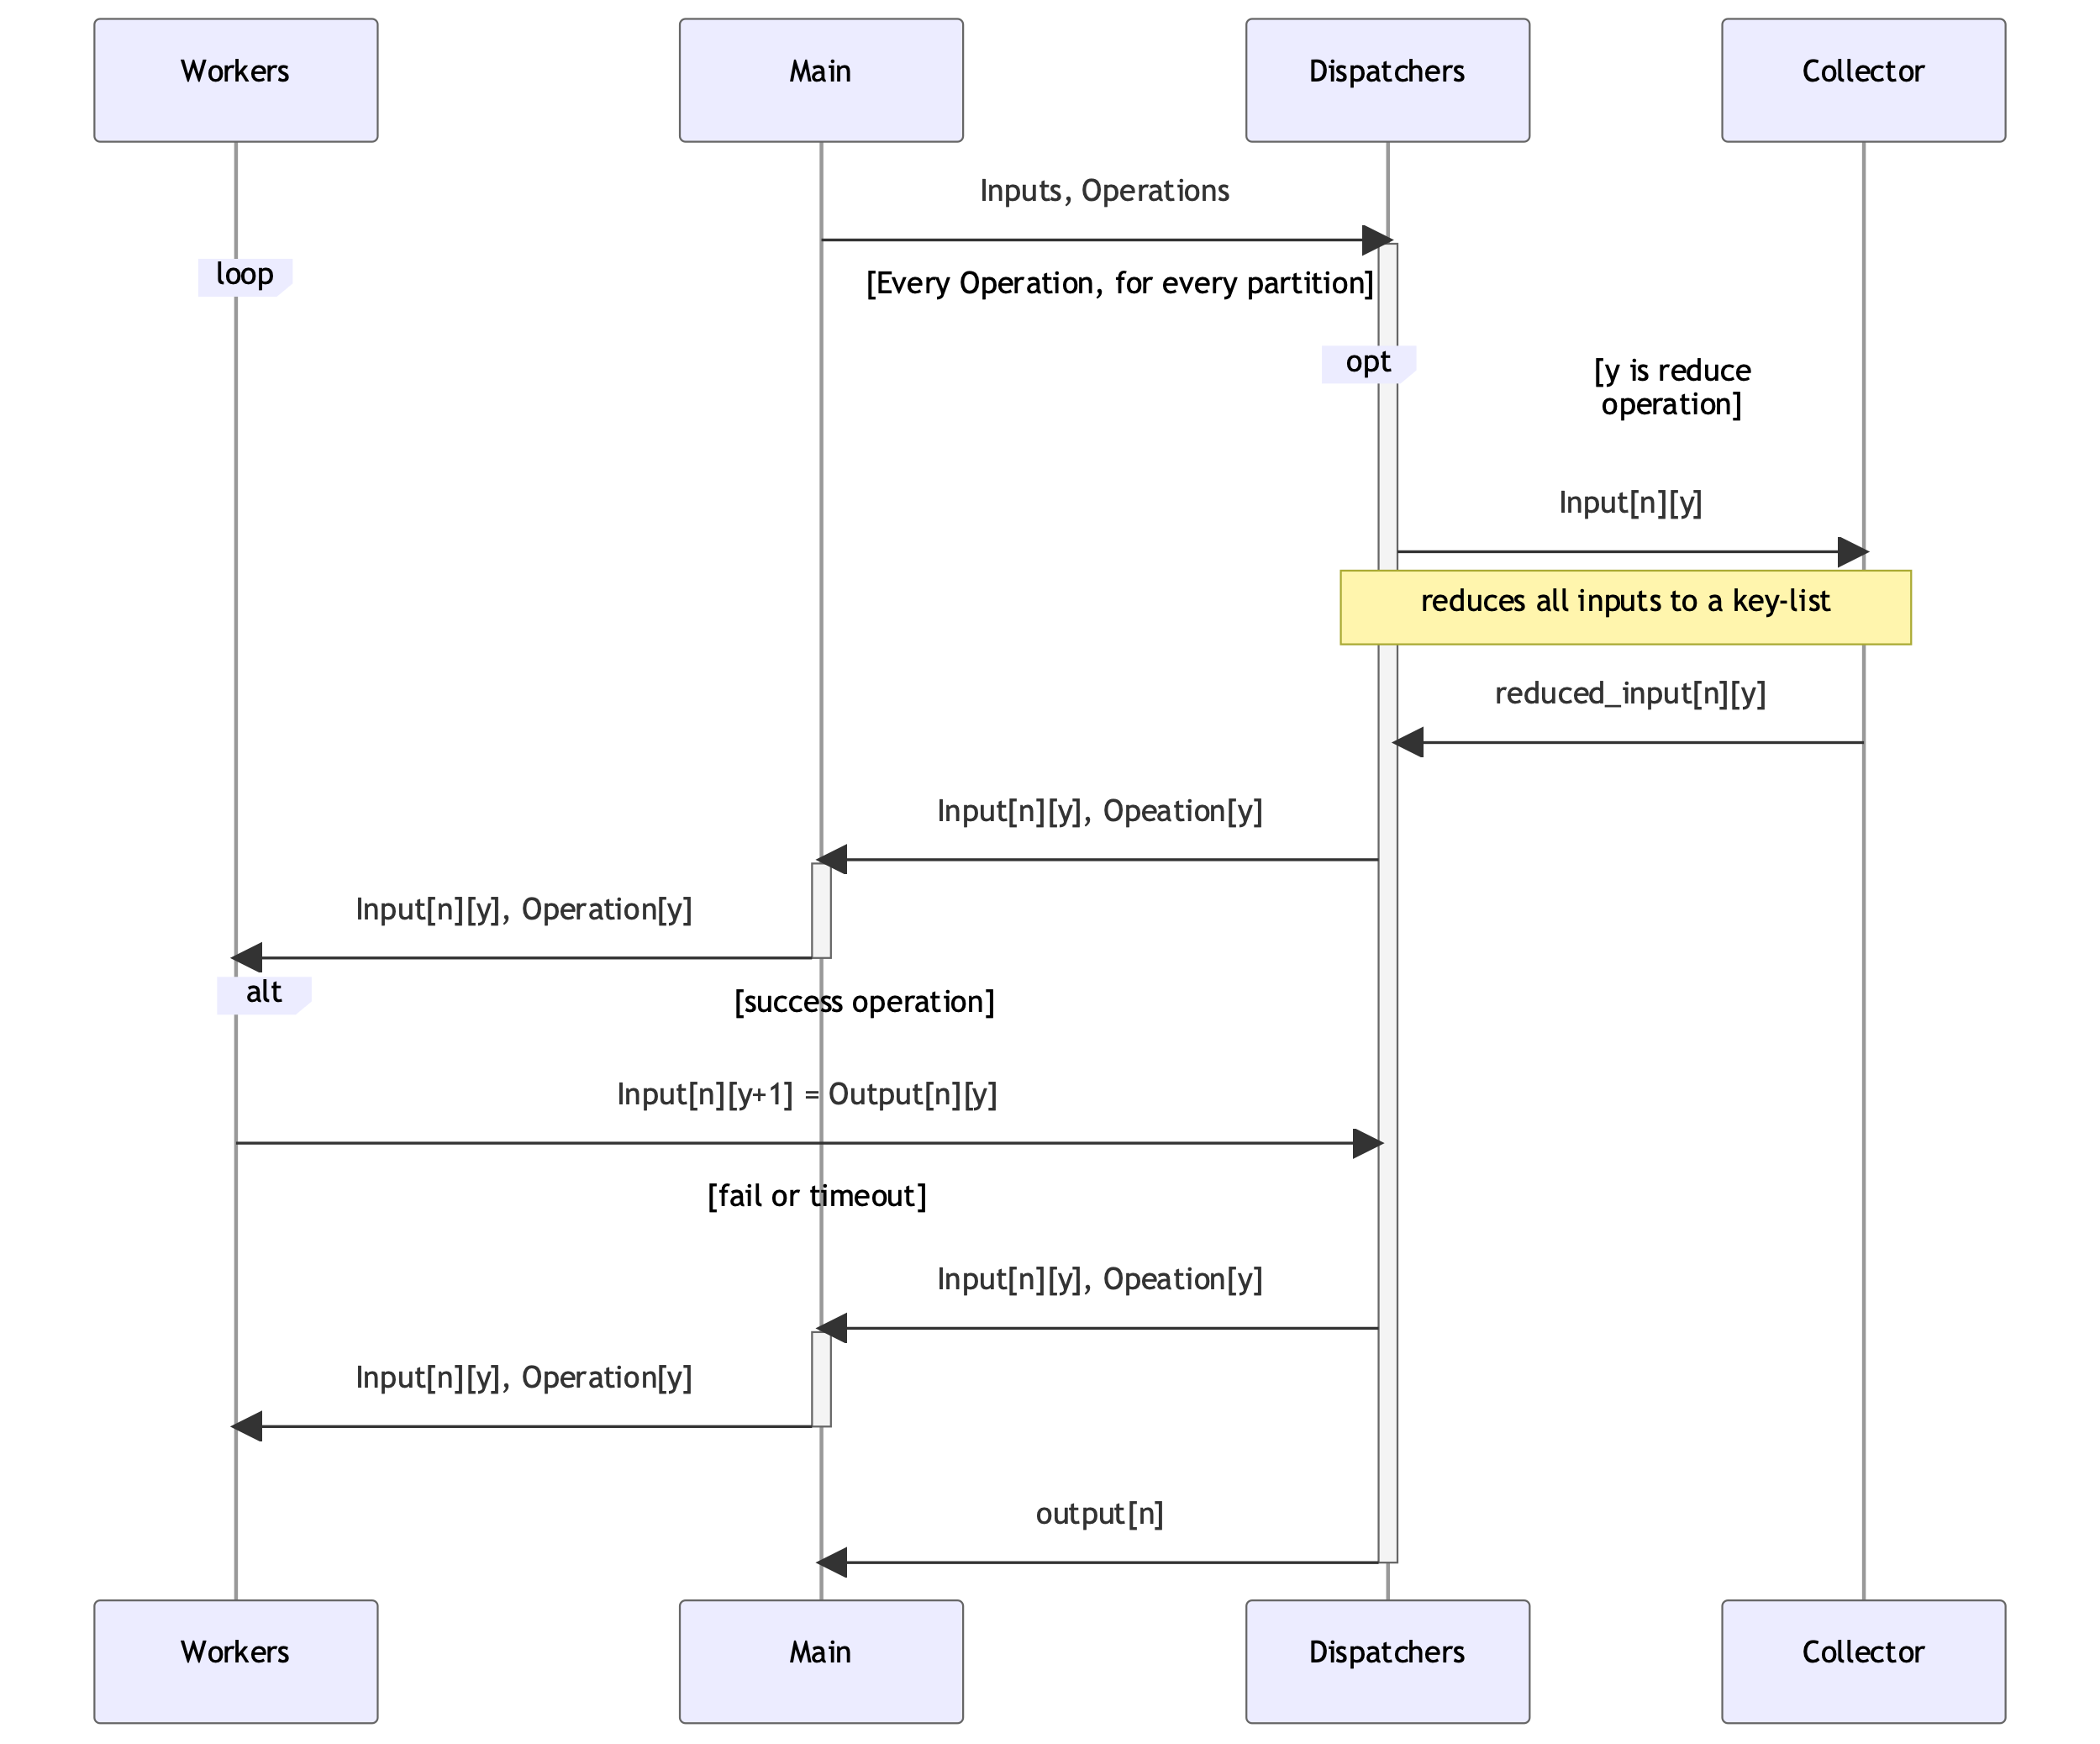 Workers
Main
Dispatchers
Collector
Inputs, Operations
loop
[Every Operation, for every partition]
opt
[y is reduce
operation]
Input[n][y]
reduces all inputs to a key-list
reduced_input[n][y]
Input[n][y], Opeation[y]
Input[n][y], Operation[y]
alt
[success operation]
Input[n][y+1] = Output[n][y]
[fail or timeout]
Input[n][y], Opeation[y]
Input[n][y], Operation[y]
output[n]
Workers
Main
Dispatchers
Collector